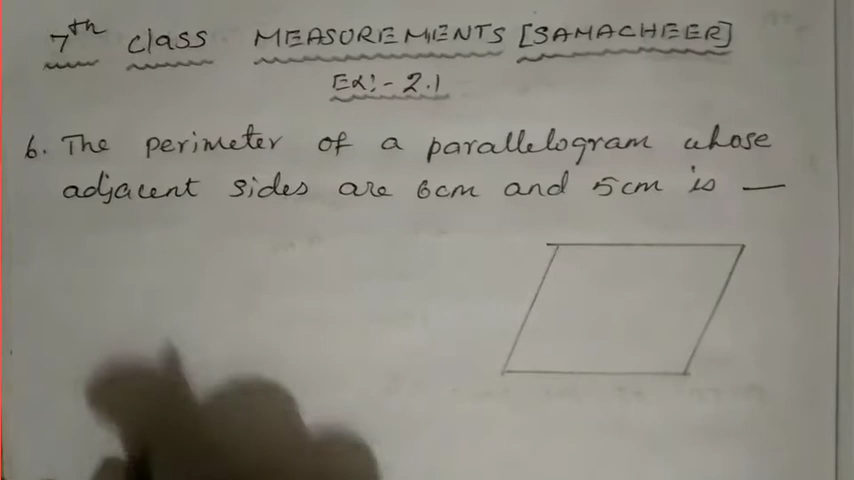 7th class MEASUREMENTS [SAMACHEER]
Ex:- 2.1
6. The perimeter of a parallelogram whose
adjacent sides are 6cm and 5cm is —